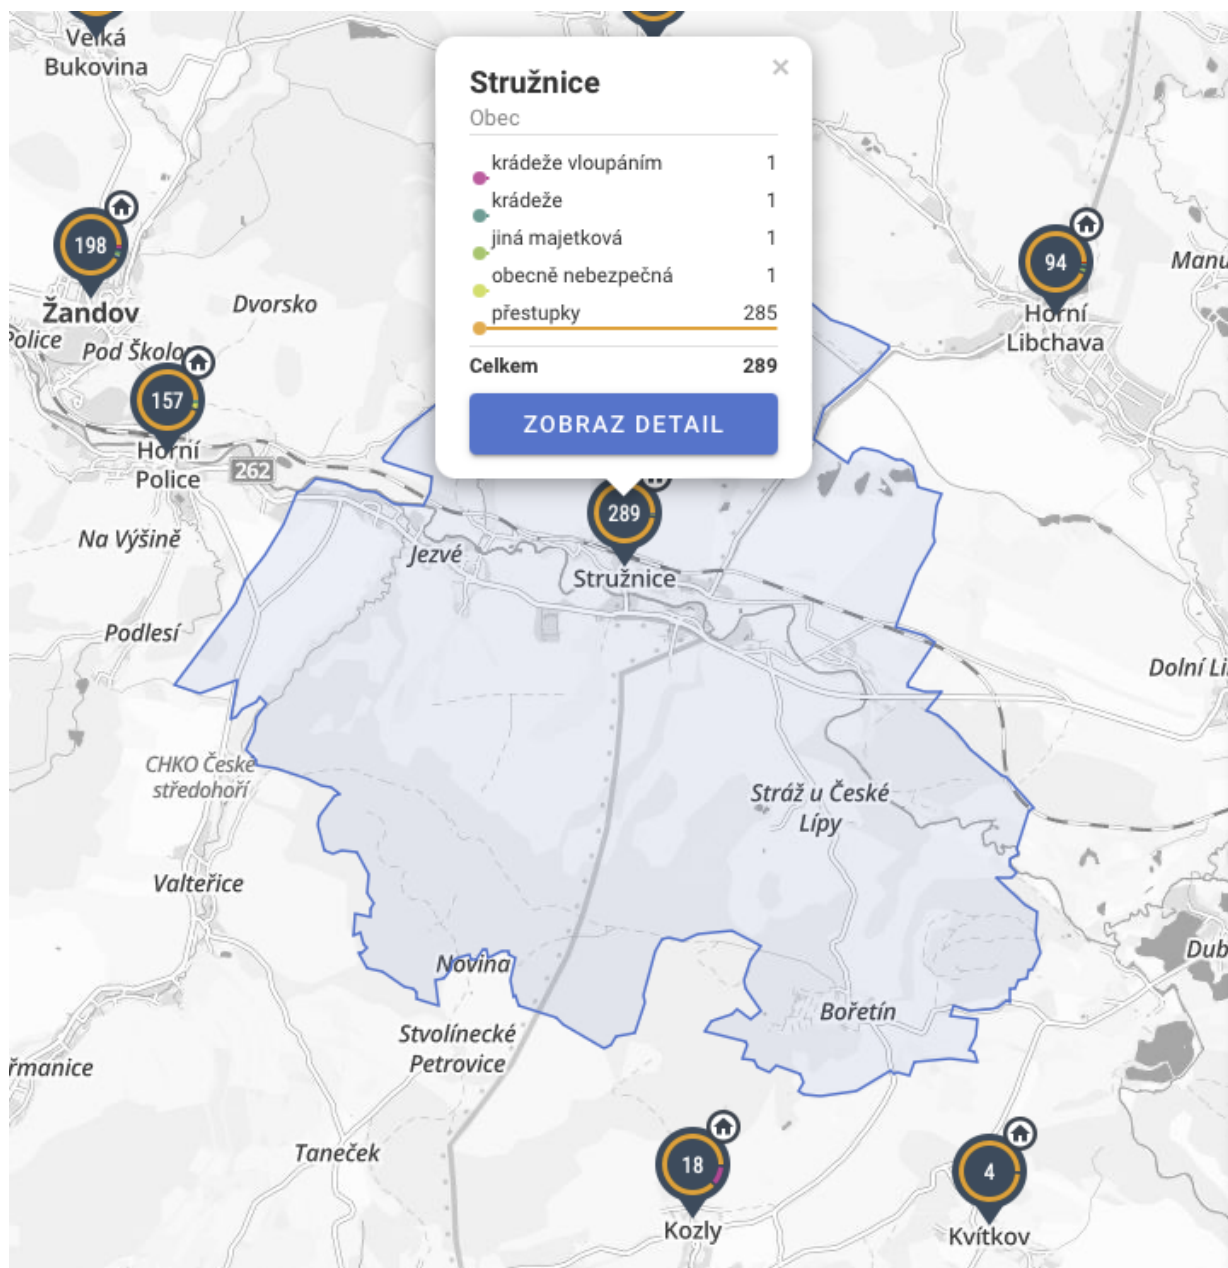 Velká
Bukovina
Stružnice
Obec
krádeže vloupáním 1
krádeže 1
jiná majetková 1
obecně nebezpečná 1
přestupky 285
Celkem 289
ZOBRAZ DETAIL
198
Žandov
Dvorsko
94
Horní
Libchava
Manu
Police
Pod Školo
157
Horní
Police
262
289
Na Výšině
Jezvé
Stružnice
Podlesí
Dolní Li
CHKO České
středohoří
Stráž u České
Lípy
Valteřice
Novina
Dub
Bořetín
Stvolínecké
Petrovice
řmanice
Taneček
18
Kozly
4
Kvítkov